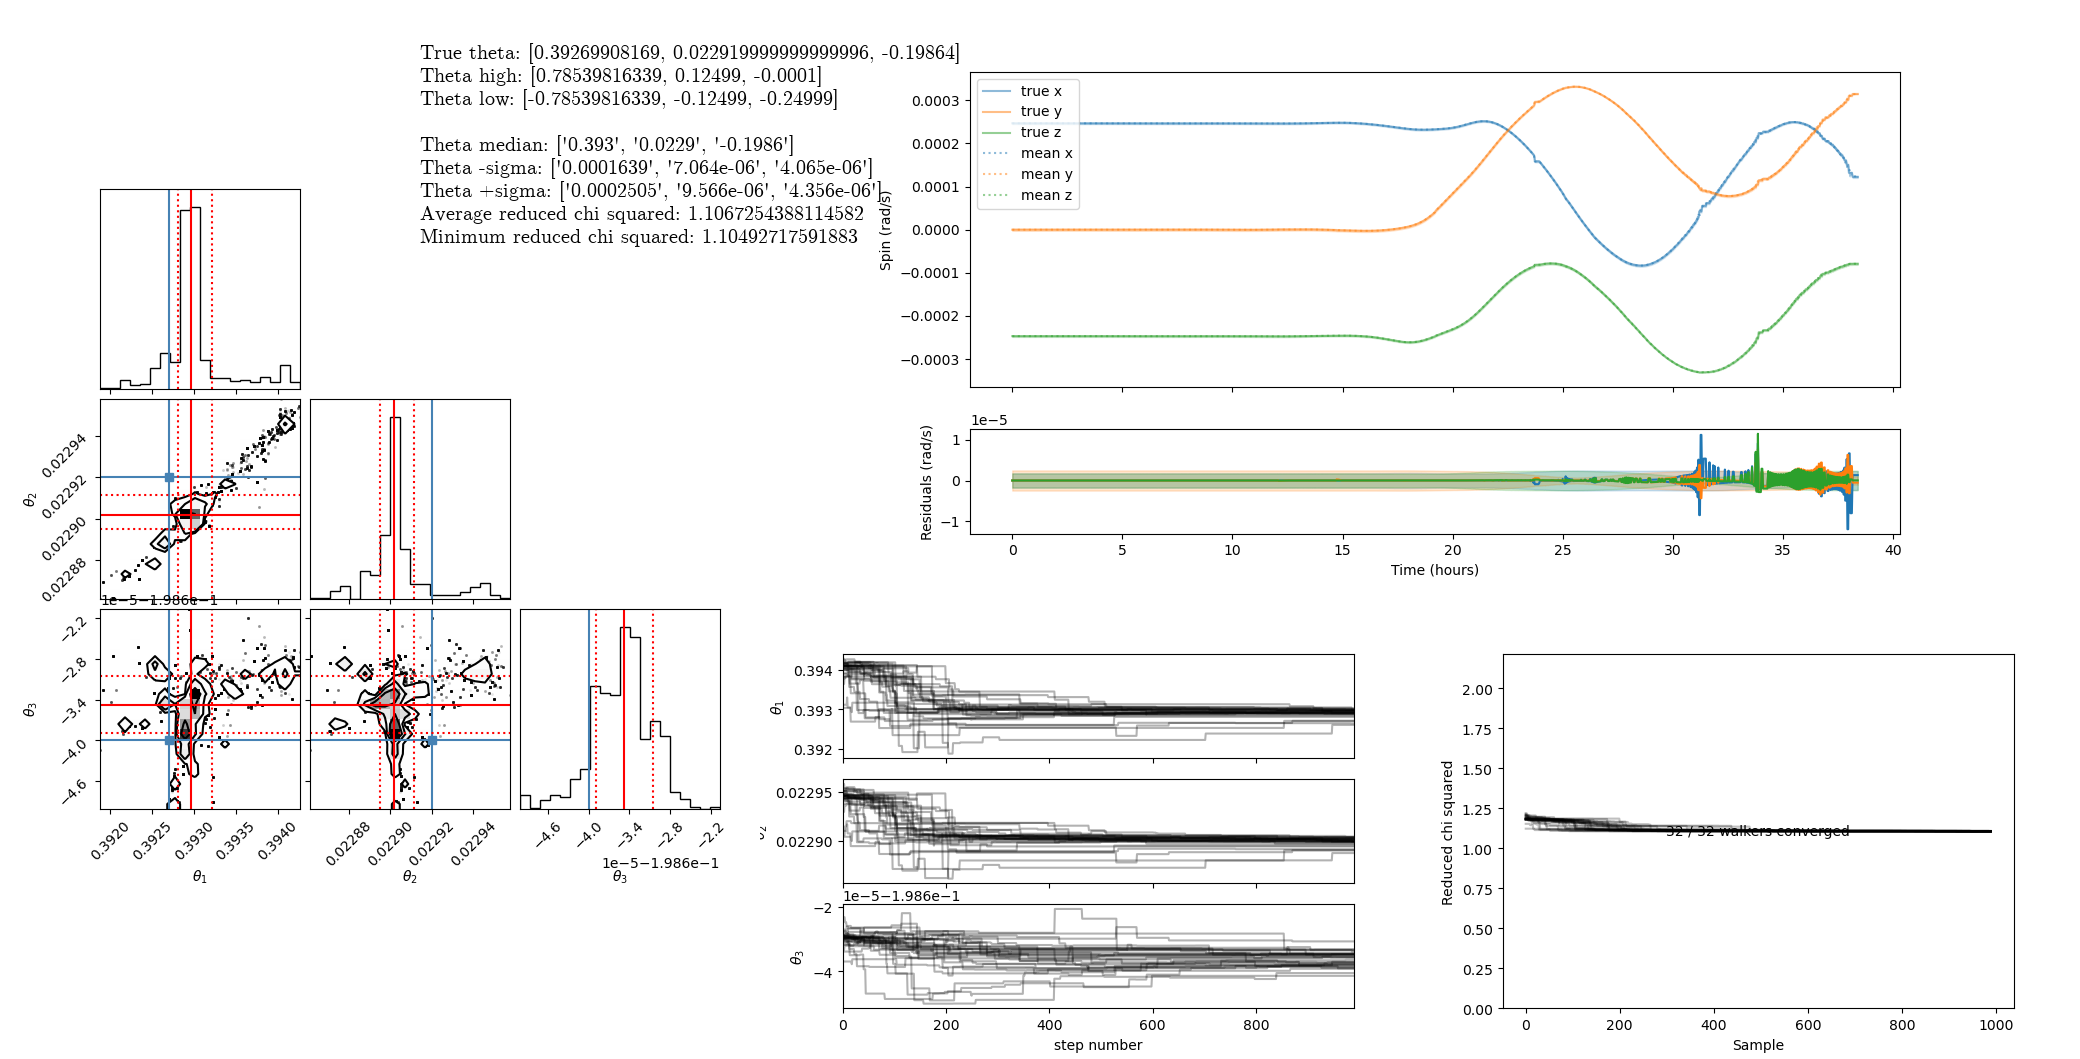 True theta: [0.39269908169, 0.022919999999999996, -0.19864]
Theta high: [0.78539816339, 0.12499, -0.0001]
Theta low: [-0.78539816339, -0.12499, -0.24999]
Theta median: ['0.393', '0.0229', '-0.1986']
Theta -sigma: ['0.0001639', '7.064e-06', '4.065e-06']
Theta +sigma: ['0.0002505', '9.566e-06', '4.356e-06']
Average reduced chi squared: 1.1067254388114582
Minimum reduced chi squared: 1.10492717591883
true x
true y
true z
mean x
mean y
mean z
Spin (rad/s)
0.0003
0.0002
0.0001
0.0000
−0.0001
−0.0002
−0.0003
1e−5
Residuals (rad/s)
1
0
−1
0 5 10 15 20 25 30 35 40
Time (hours)
θ2
0.02294
0.02292
0.02290
0.02288
1e−5−1.986e−1
θ3
−2.2
−2.8
−3.4
−4.0
−4.6
0.3920 0.3925 0.3930 0.3935 0.3940
θ1
0.02288 0.02290 0.02292 0.02294
θ2
−4.6 −4.0 −3.4 −2.8 −2.2
1e−5−1.986e−1
θ3
θ1
0.394
0.393
0.392
0.02295
0.02290
1e−5−1.986e−1
θ3
−2
−4
0 200 400 600 800
step number
Reduced chi squared
2.00
1.75
1.50
1.25
1.00
0.75
0.50
0.25
0.00
32 / 32 walkers converged
0 200 400 600 800 1000
Sample